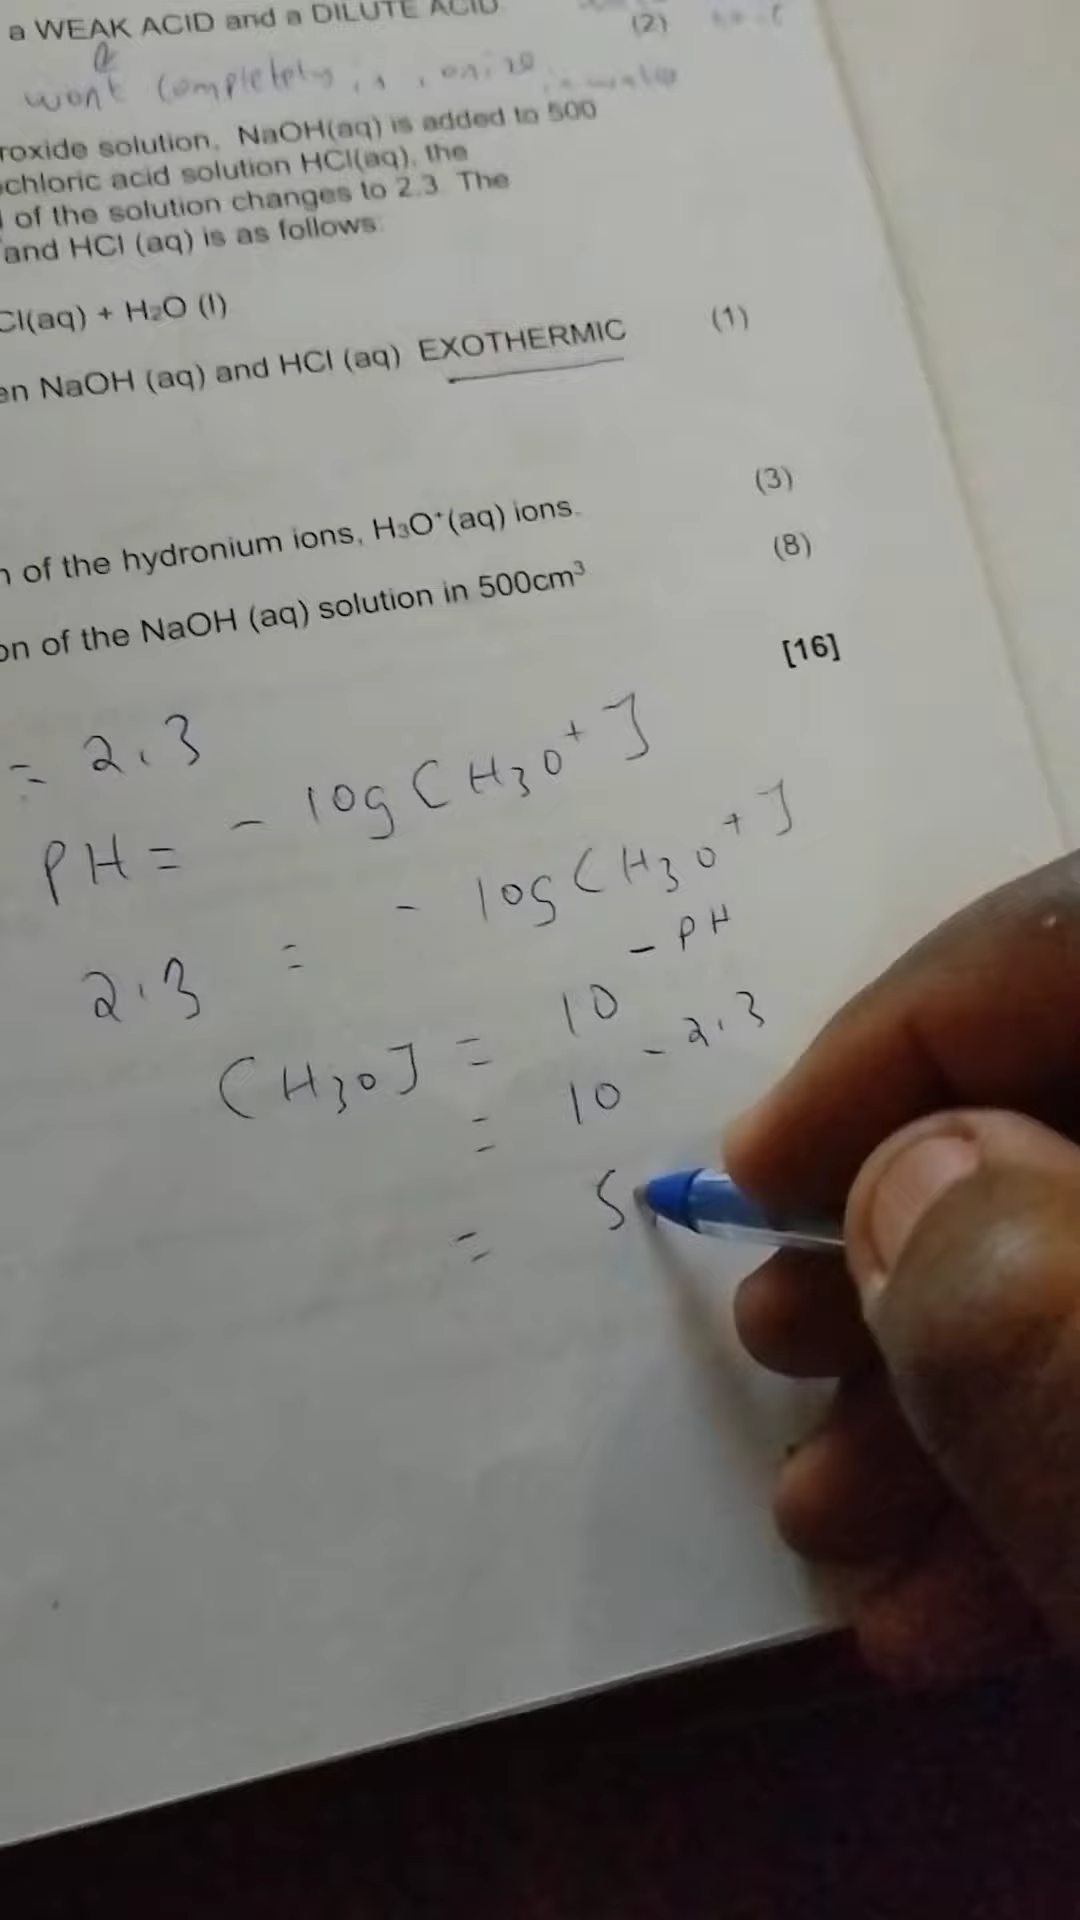 a WEAK ACID and a DILUTE ACID
(2)
wont completely ionize
roxide solution, NaOH(aq) is added to 500
chloric acid solution HCl(aq), the
of the solution changes to 2.3 The
and HCl (aq) is as follows:
Cl(aq) + H₂O (l)
en NaOH (aq) and HCl (aq) EXOTHERMIC (1)
(3)
n of the hydronium ions, H₃O⁺(aq) ions.
(8)
on of the NaOH (aq) solution in 500cm³
[16]
= 2.3
PH = - log[H3O+]
2.3 = - log[H3O+]
[H3O] = 10 -PH
= 10 -2.3
= 5